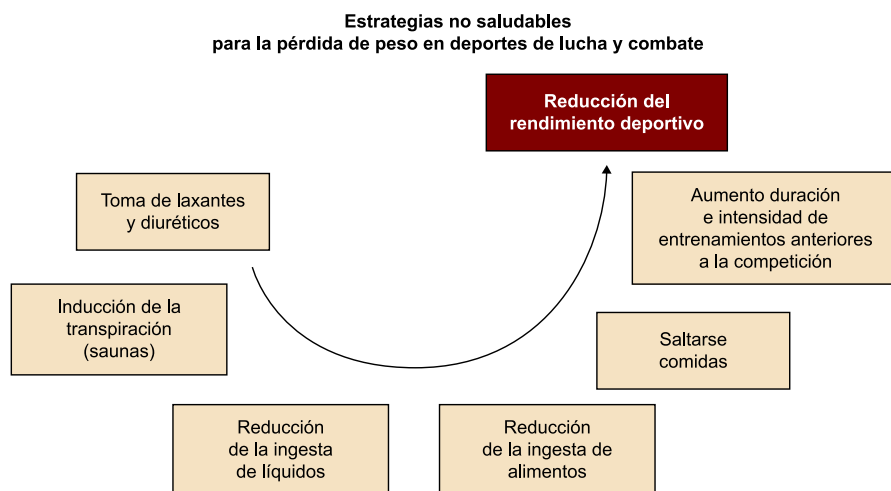 Estrategias no saludables
para la pérdida de peso en deportes de lucha y combate
Reducción del
rendimiento deportivo
Toma de laxantes
y diuréticos
Aumento duración
e intensidad de
entrenamientos anteriores
a la competición
Inducción de la
transpiración
(saunas)
Saltarse
comidas
Reducción
de la ingesta
de líquidos
Reducción
de la ingesta de
alimentos